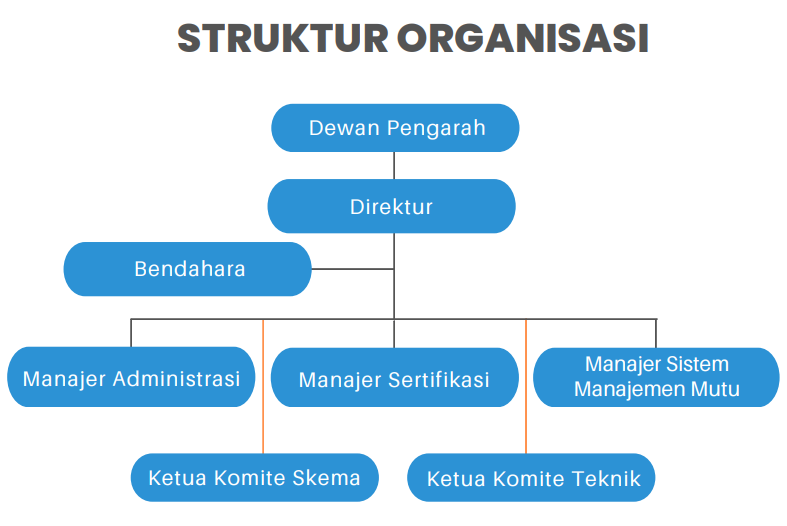 STRUKTUR ORGANISASI
Dewan Pengarah
Direktur
Bendahara
Manajer Administrasi
Manajer Sertifikasi
Manajer Sistem
Manajemen Mutu
Ketua Komite Skema
Ketua Komite Teknik